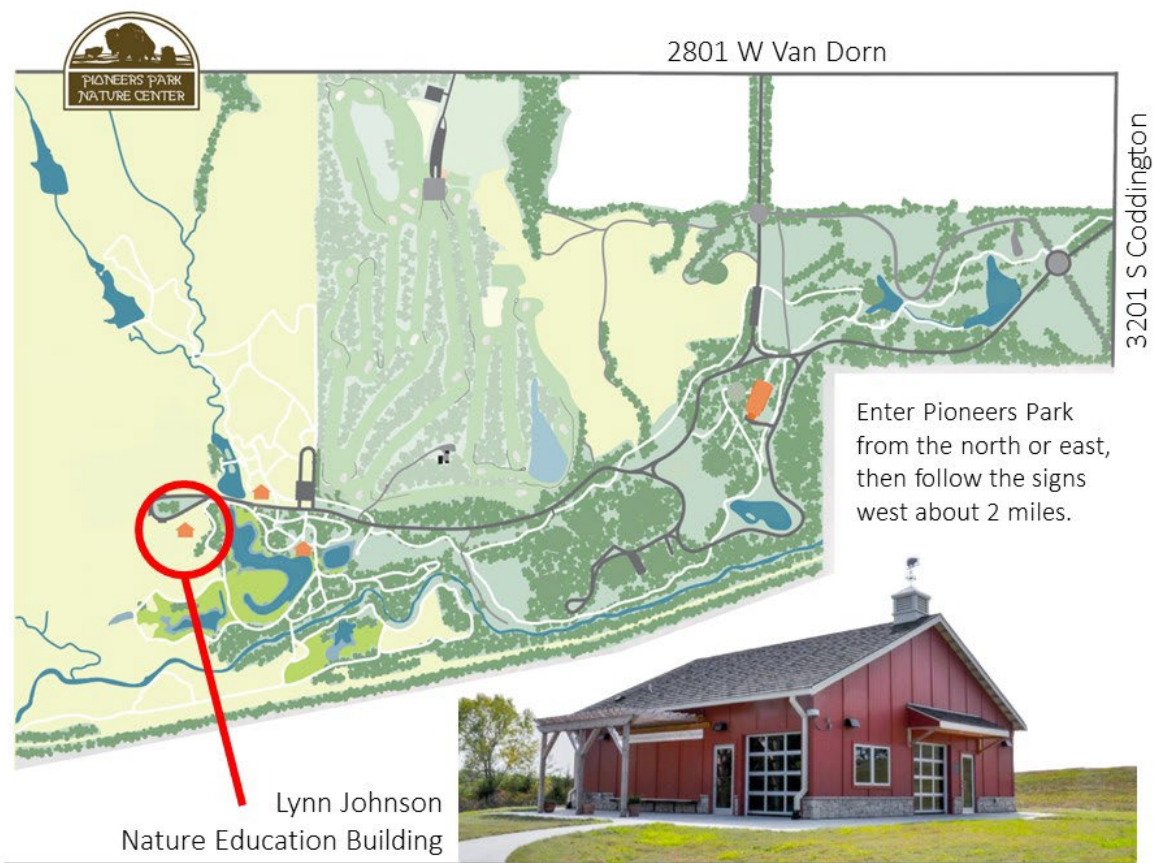 PIONEERS PARK
NATURE CENTER
2801 W Van Dorn
3201 S Coddington
Enter Pioneers Park
from the north or east,
then follow the signs
west about 2 miles.
Lynn Johnson
Nature Education Building